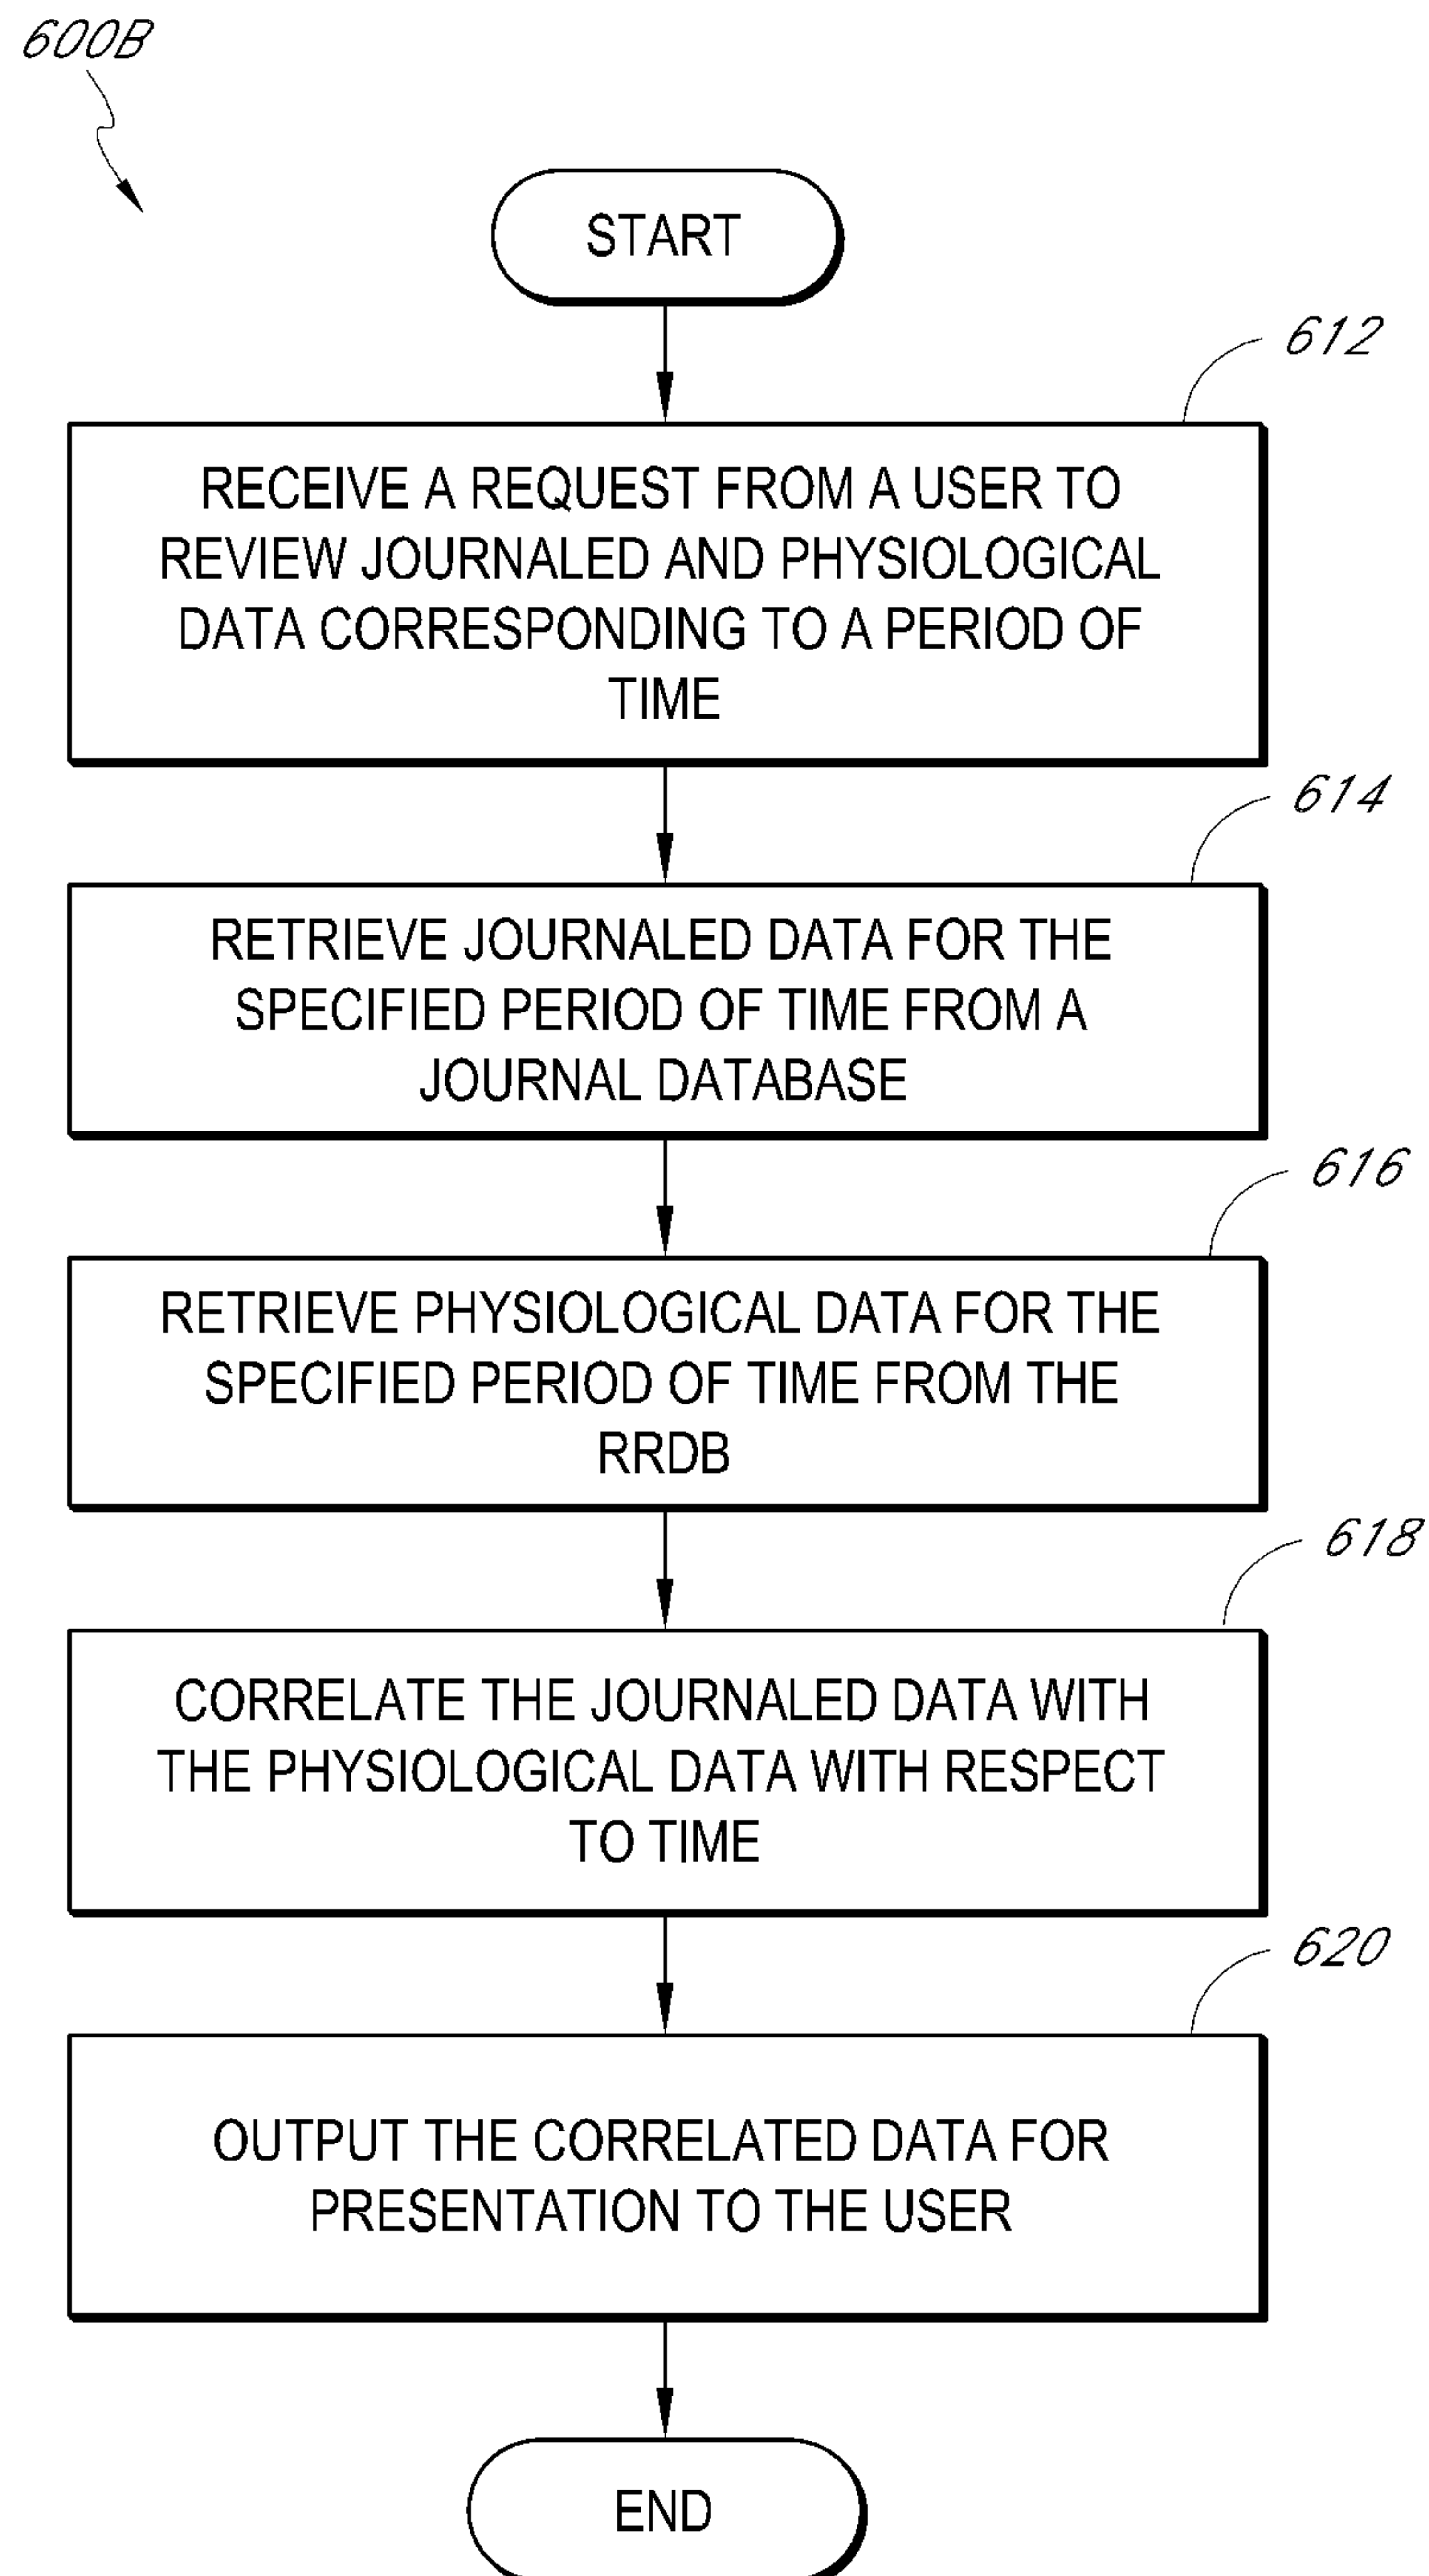 600B
START
612
RECEIVE A REQUEST FROM A USER TO
REVIEW JOURNALED AND PHYSIOLOGICAL
DATA CORRESPONDING TO A PERIOD OF
TIME
614
RETRIEVE JOURNALED DATA FOR THE
SPECIFIED PERIOD OF TIME FROM A
JOURNAL DATABASE
616
RETRIEVE PHYSIOLOGICAL DATA FOR THE
SPECIFIED PERIOD OF TIME FROM THE
RRDB
618
CORRELATE THE JOURNALED DATA WITH
THE PHYSIOLOGICAL DATA WITH RESPECT
TO TIME
620
OUTPUT THE CORRELATED DATA FOR
PRESENTATION TO THE USER
END